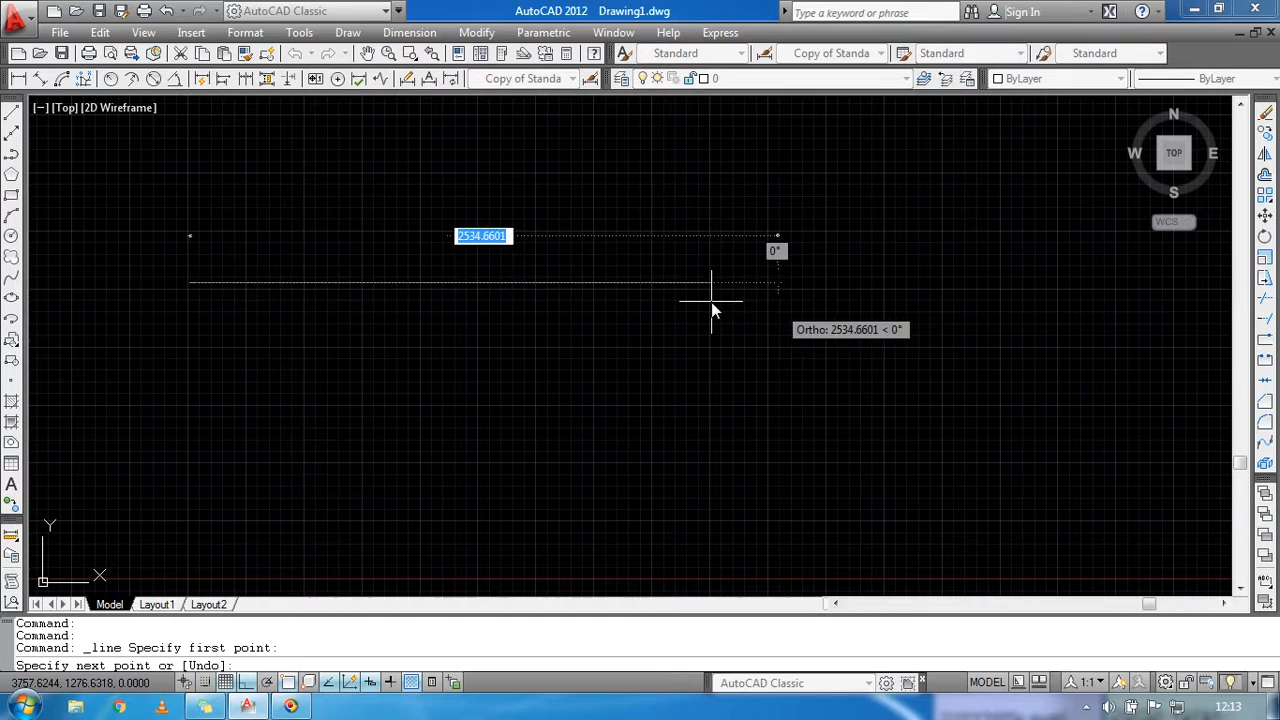 AutoCAD Classic
AutoCAD 2012 Drawing1.dwg
Type a keyword or phrase
Sign In
File Edit View Insert Format Tools Draw Dimension Modify Parametric Window Help Express
Standard
Copy of Standa
Standard
Standard
Copy of Standa
0
ByLayer
ByLayer
[−] [Top] [2D Wireframe]
N
W TOP E
S
WCS
2534.6601
0°
Ortho: 2534.6601 < 0°
Y
X
Model Layout1 Layout2
Command:
Command:
Command: _line Specify first point:
Specify next point or [Undo]:
3757.6244, 1276.6318, 0.0000
AutoCAD Classic
MODEL
1:1
12:13